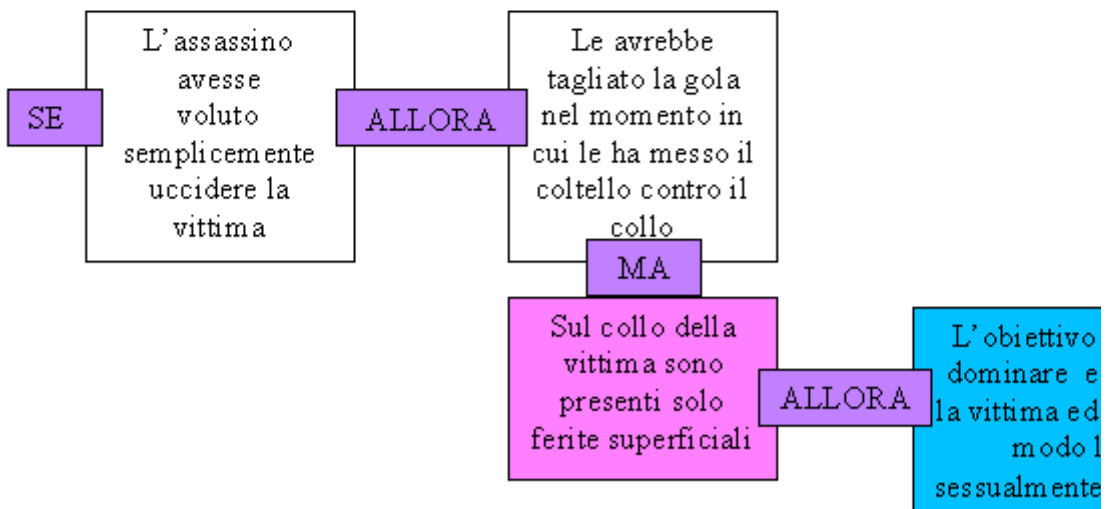 SE
L'assassino
avesse
voluto
semplicemente
uccidere la
vittima
ALLORA
Le avrebbe
tagliato la gola
nel momento in
cui le ha messo il
coltello contro il
collo
MA
Sul collo della
vittima sono
presenti solo
ferite superficiali
ALLORA
L'obiettivo
dominare e
la vittima ed
modo l
sessualmente